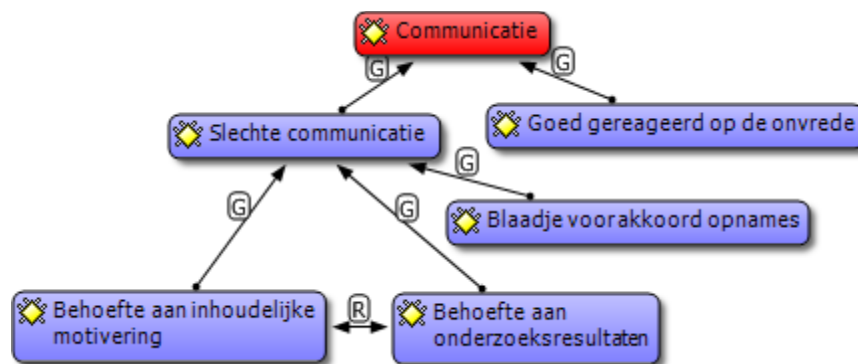 Communicatie
G
G
Slechte communicatie
Goed gereageerd op de onvrede
G
G
G
Blaadje voorakkoord opnames
Behoefte aan inhoudelijke
motivering
R
Behoefte aan
onderzoeksresultaten